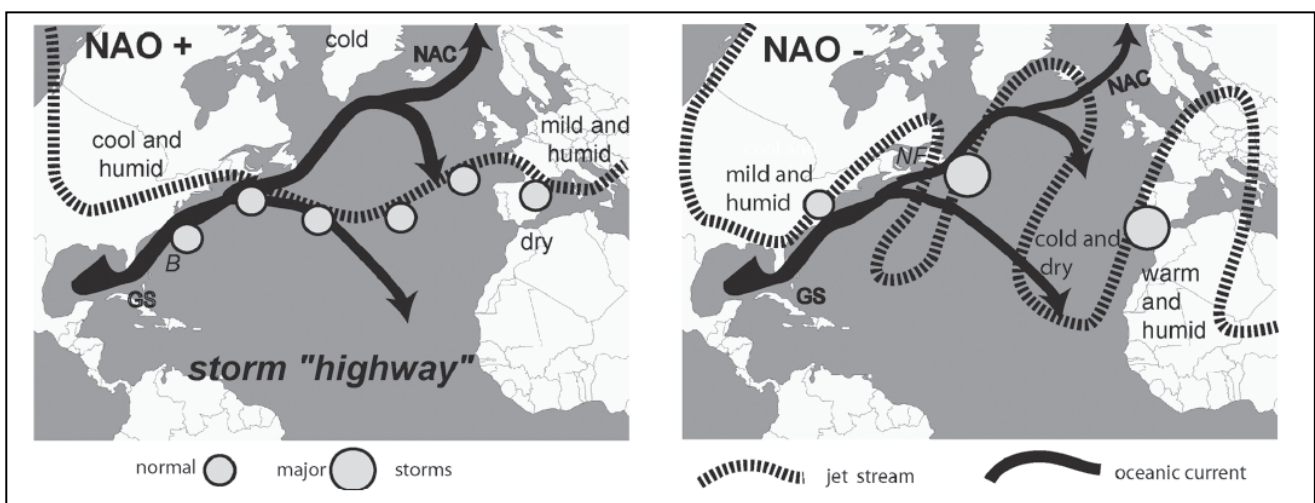 NAO +
cold
NAC
cool and
humid
mild and
humid
B
dry
GS
storm "highway"
NAO -
NAC
NF
mild and
humid
cold and
dry
warm
and
humid
GS
normal major storms
jet stream
oceanic current